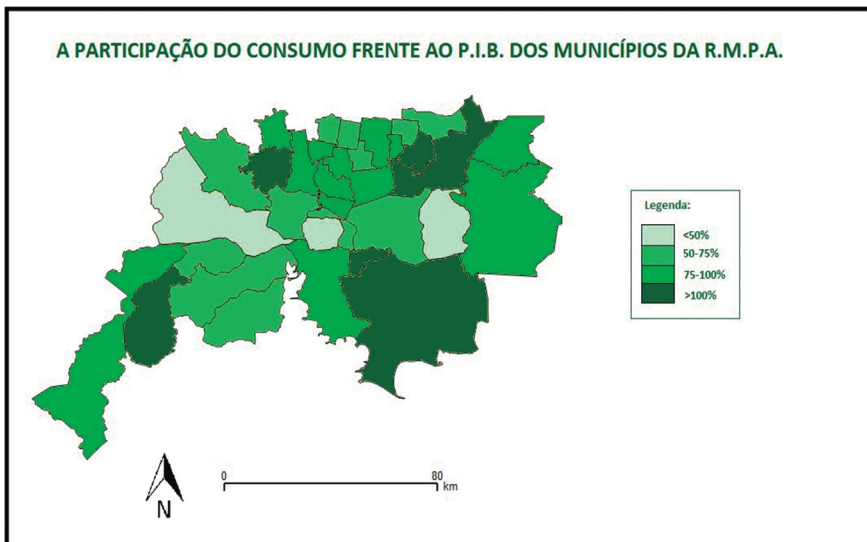 A PARTICIPAÇÃO DO CONSUMO FRENTE AO P.I.B. DOS MUNICÍPIOS DA R.M.P.A.
Legenda:
<50%
50-75%
75-100%
>100%
0 80
km
N